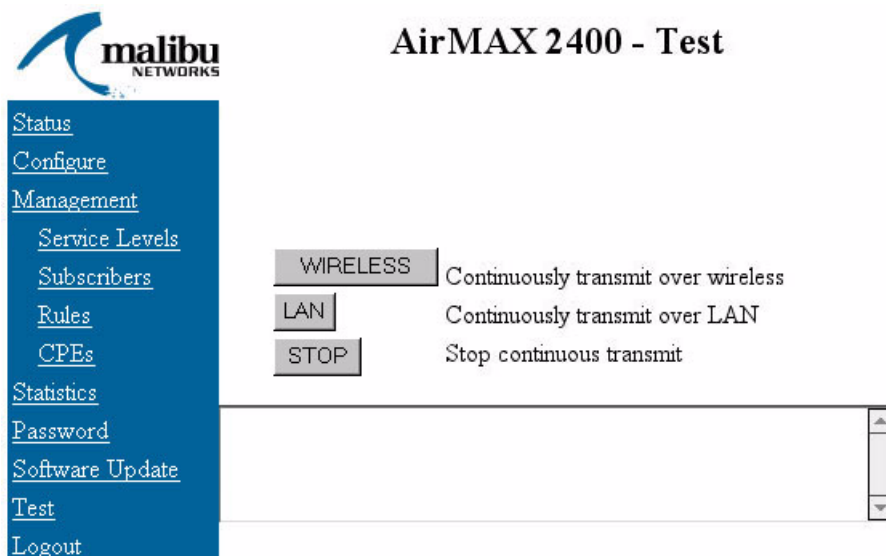 malibu
NETWORKS
AirMAX 2400 - Test
Status
Configure
Management
Service Levels
Subscribers
Rules
CPEs
Statistics
Password
Software Update
Test
Logout
WIRELESS Continuously transmit over wireless
LAN Continuously transmit over LAN
STOP Stop continuous transmit